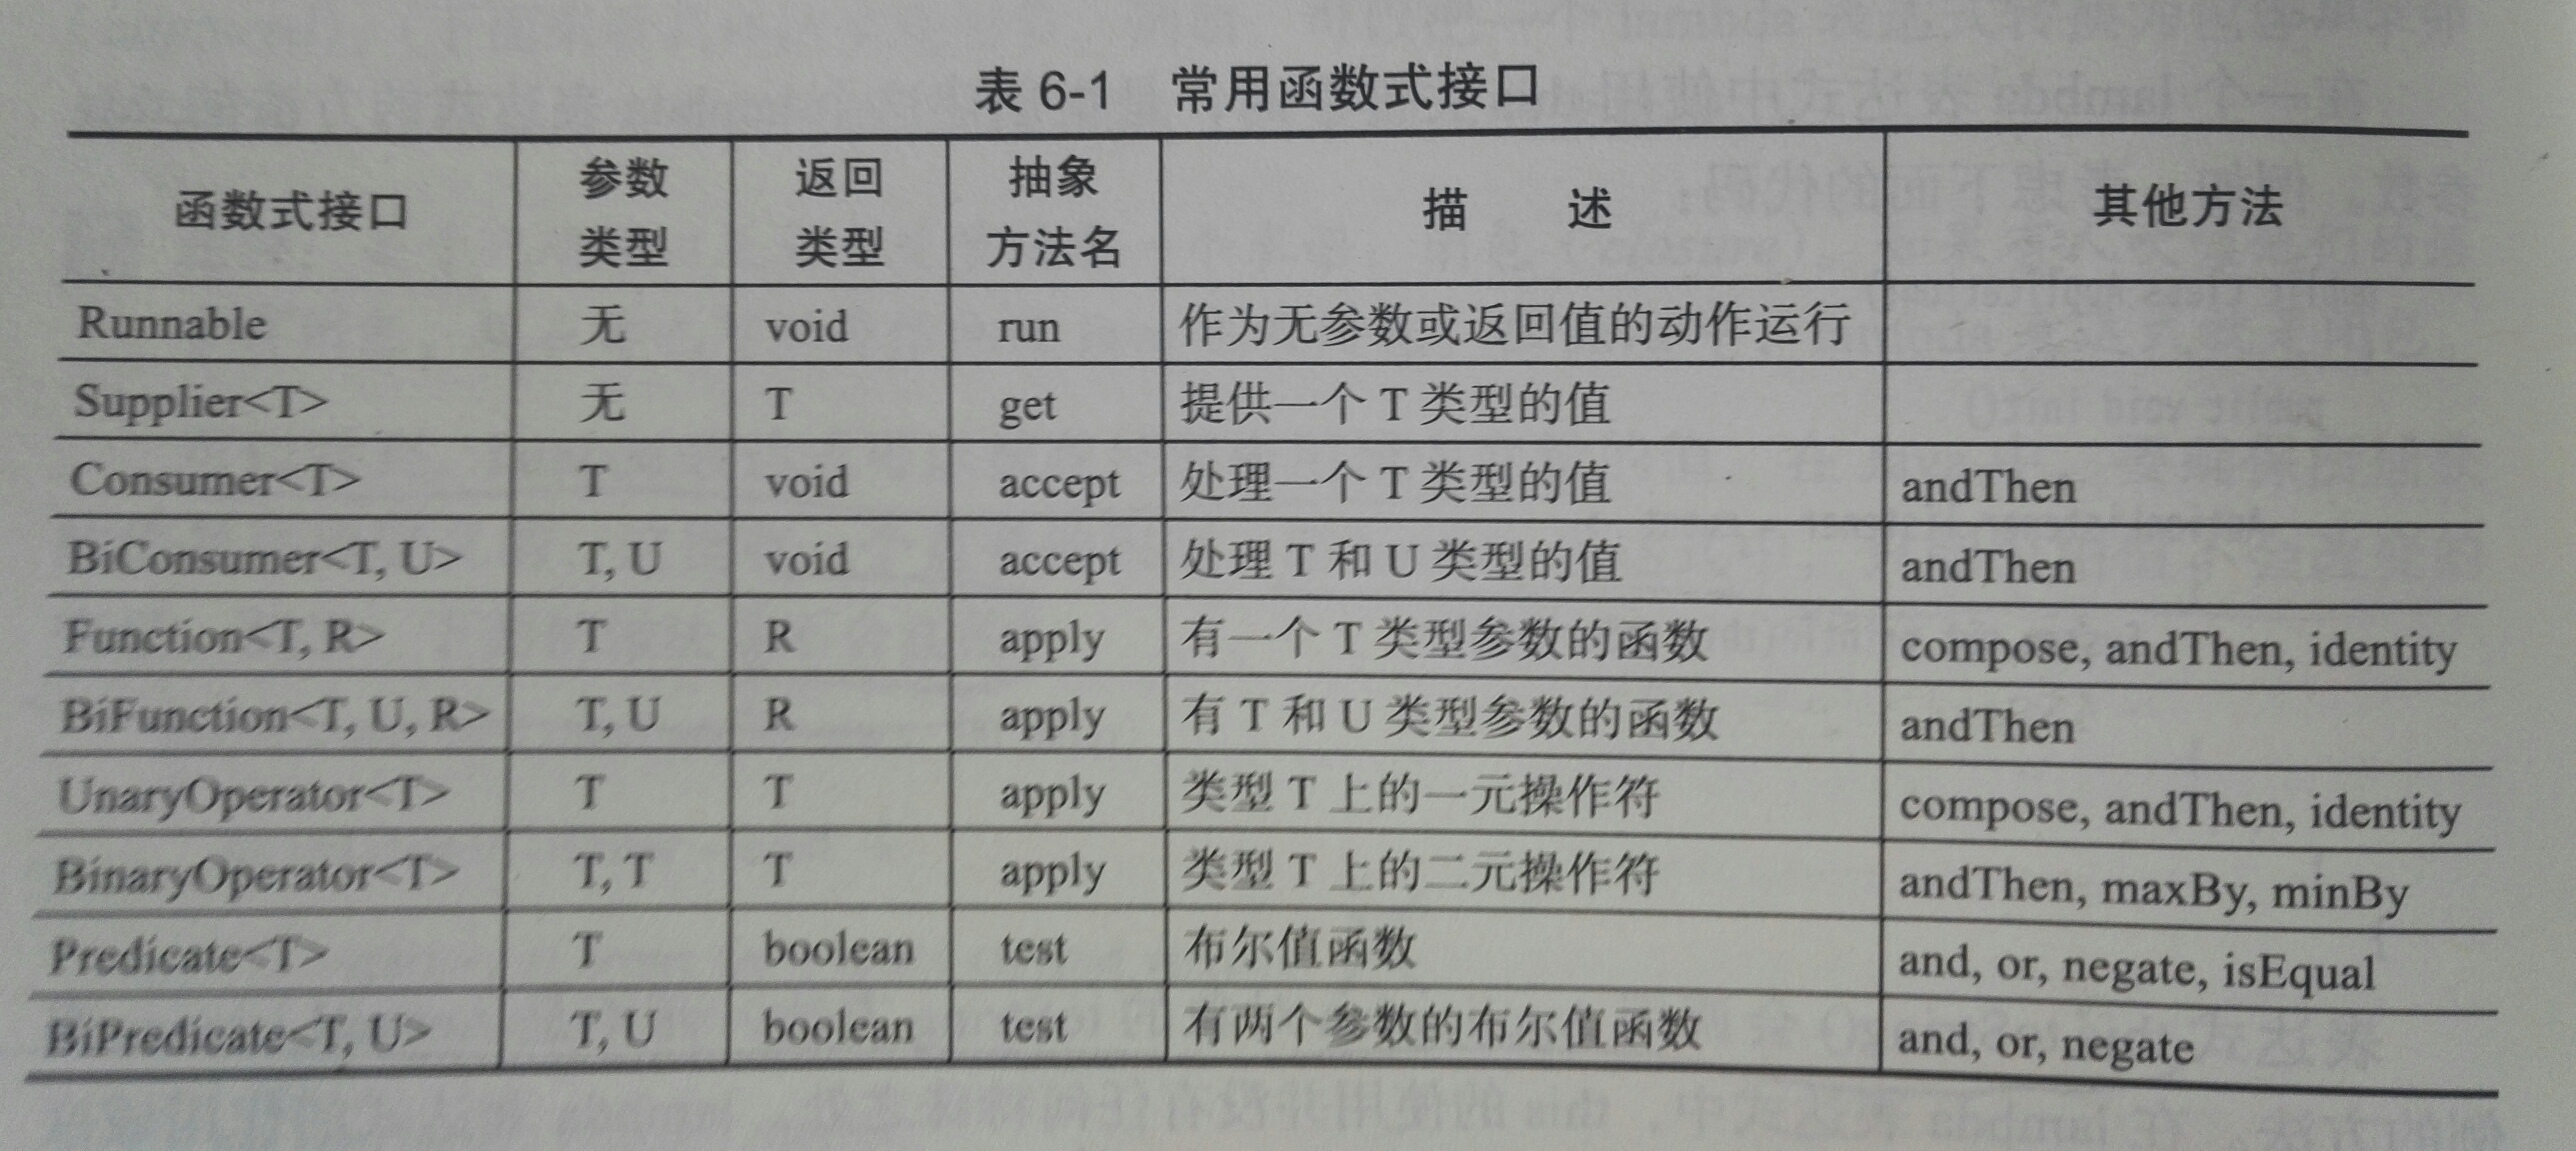 表 6-1 常用函数式接口
函数式接口 参数类型 返回类型 抽象方法名 描 述 其他方法
Runnable 无 void run 作为无参数或返回值的动作运行
Supplier<T> 无 T get 提供一个 T 类型的值
Consumer<T> T void accept 处理一个 T 类型的值 andThen
BiConsumer<T, U> T, U void accept 处理 T 和 U 类型的值 andThen
Function<T, R> T R apply 有一个 T 类型参数的函数 compose, andThen, identity
BiFunction<T, U, R> T, U R apply 有 T 和 U 类型参数的函数 andThen
UnaryOperator<T> T T apply 类型 T 上的一元操作符 compose, andThen, identity
BinaryOperator<T> T, T T apply 类型 T 上的二元操作符 andThen, maxBy, minBy
Predicate<T> T boolean test 布尔值函数 and, or, negate, isEqual
BiPredicate<T, U> T, U boolean test 有两个参数的布尔值函数 and, or, negate